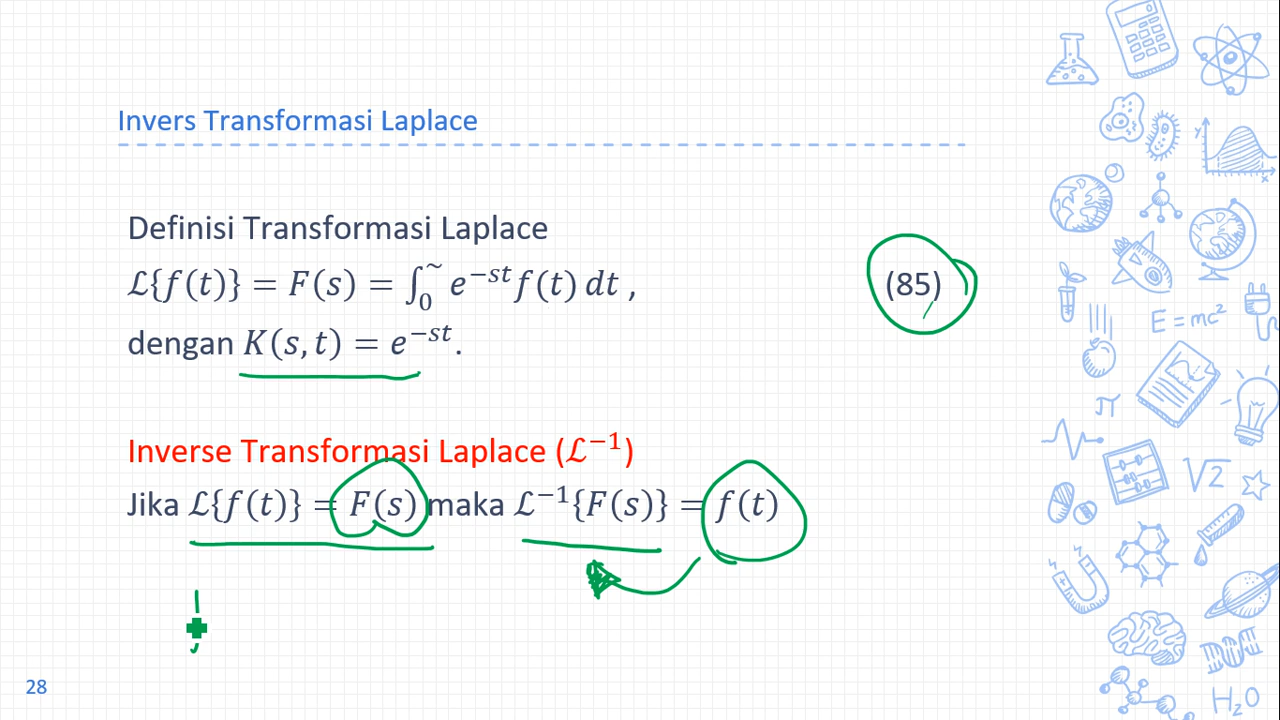 Invers Transformasi Laplace
Definisi Transformasi Laplace
ℒ{f(t)} = F(s) = ∫₀^~ e^{−st} f(t) dt , (85)
dengan K(s, t) = e^{−st}.
Inverse Transformasi Laplace (ℒ^{−1})
Jika ℒ{f(t)} = F(s) maka ℒ^{−1}{F(s)} = f(t)
28
y
x
E = mc²
π
√2
H₂O